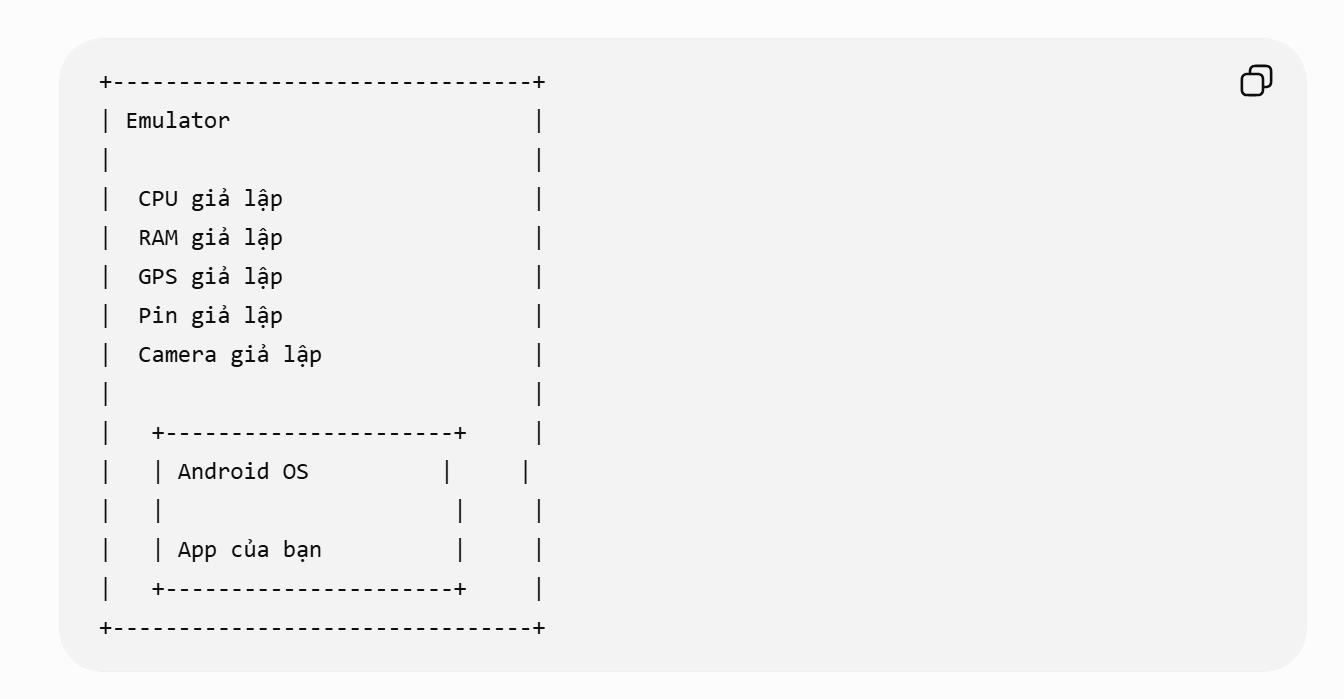 +--------------------------------+
| Emulator                       |
|                                |
|  CPU giả lập                   |
|  RAM giả lập                   |
|  GPS giả lập                   |
|  Pin giả lập                   |
|  Camera giả lập                |
|                                |
|   +----------------------+     |
|   | Android OS          |     |
|   |                      |     |
|   | App của bạn          |     |
|   +----------------------+     |
+--------------------------------+